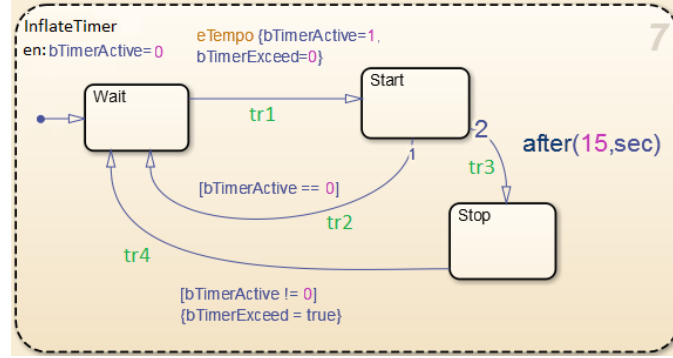 InflateTimer
7
en: bTimerActive= 0
eTempo {bTimerActive=1,
bTimerExceed=0}
Wait
Start
tr1
1
2
after(15,sec)
tr3
[bTimerActive == 0]
tr2
Stop
tr4
[bTimerActive != 0]
{bTimerExceed = true}